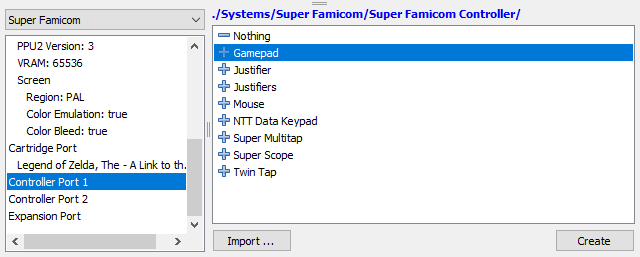 Super Famicom
PPU2 Version: 3
VRAM: 65536
Screen
Region: PAL
Color Emulation: true
Color Bleed: true
Cartridge Port
Legend of Zelda, The - A Link to th...
Controller Port 1
Controller Port 2
Expansion Port
./Systems/Super Famicom/Super Famicom Controller/
Nothing
Gamepad
Justifier
Justifiers
Mouse
NTT Data Keypad
Super Multitap
Super Scope
Twin Tap
Import ...
Create